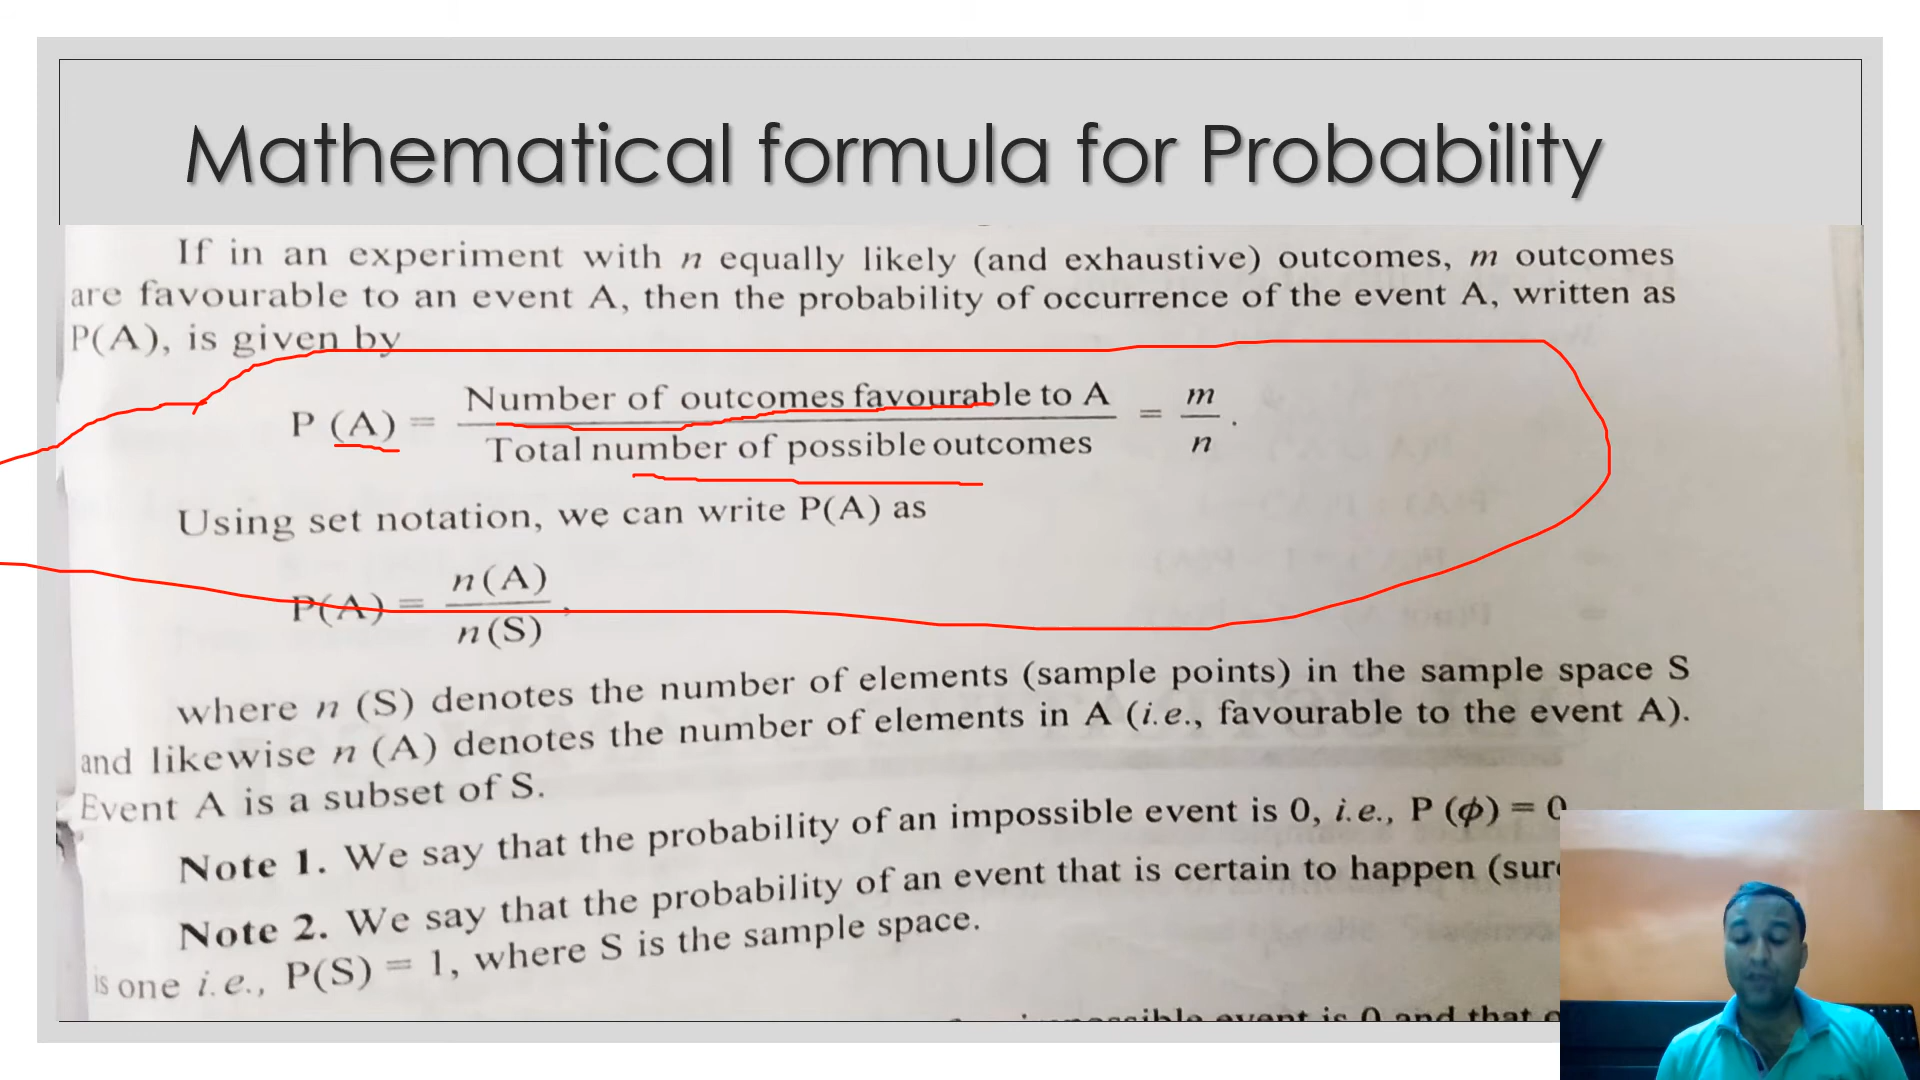 Mathematical formula for Probability
If in an experiment with n equally likely (and exhaustive) outcomes, m outcomes
are favourable to an event A, then the probability of occurrence of the event A, written as
P(A), is given by
P (A) = Number of outcomes favourable to A / Total number of possible outcomes = m / n .
Using set notation, we can write P(A) as
P(A) = n(A) / n(S) ,
where n (S) denotes the number of elements (sample points) in the sample space S
and likewise n (A) denotes the number of elements in A (i.e., favourable to the event A).
Event A is a subset of S.
Note 1. We say that the probability of an impossible event is 0, i.e., P (ϕ) = 0
Note 2. We say that the probability of an event that is certain to happen (sure
is one i.e., P(S) = 1, where S is the sample space.
event is 0 and that